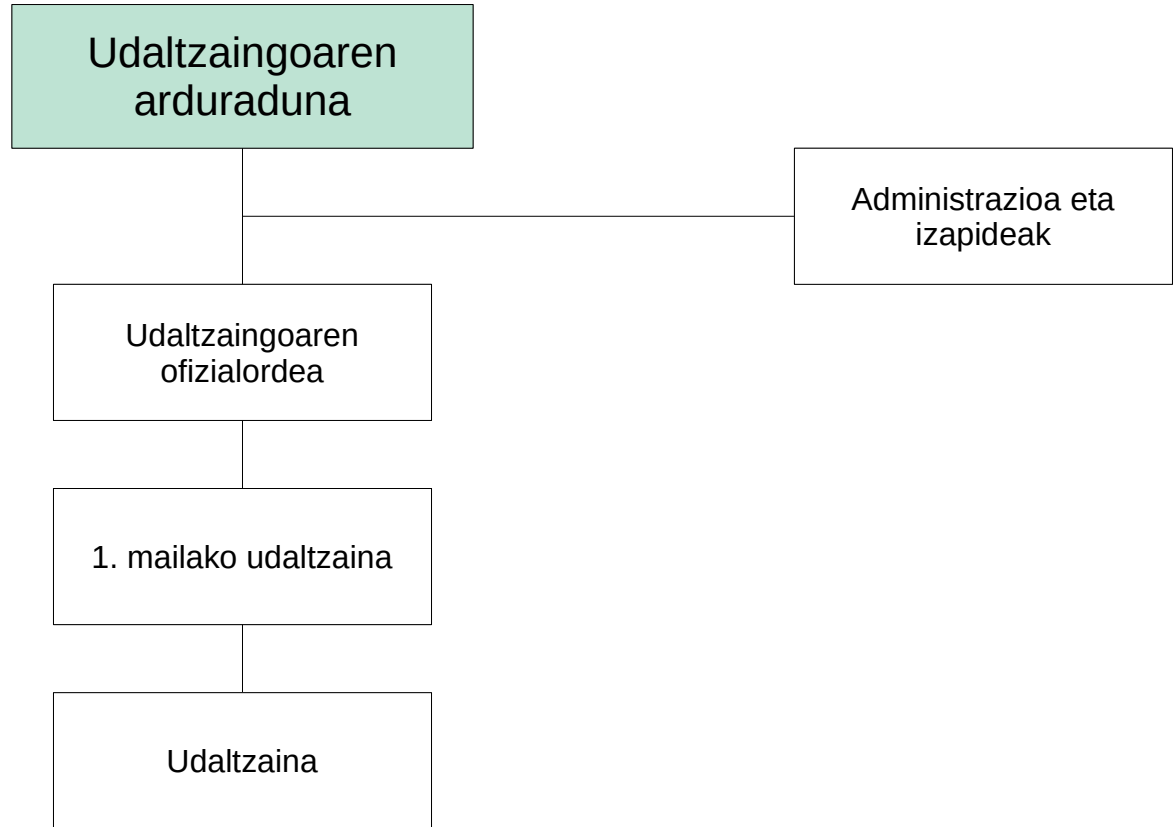 Udaltzaingoaren
arduraduna
Administrazioa eta
izapideak
Udaltzaingoaren
ofizialordea
1. mailako udaltzaina
Udaltzaina